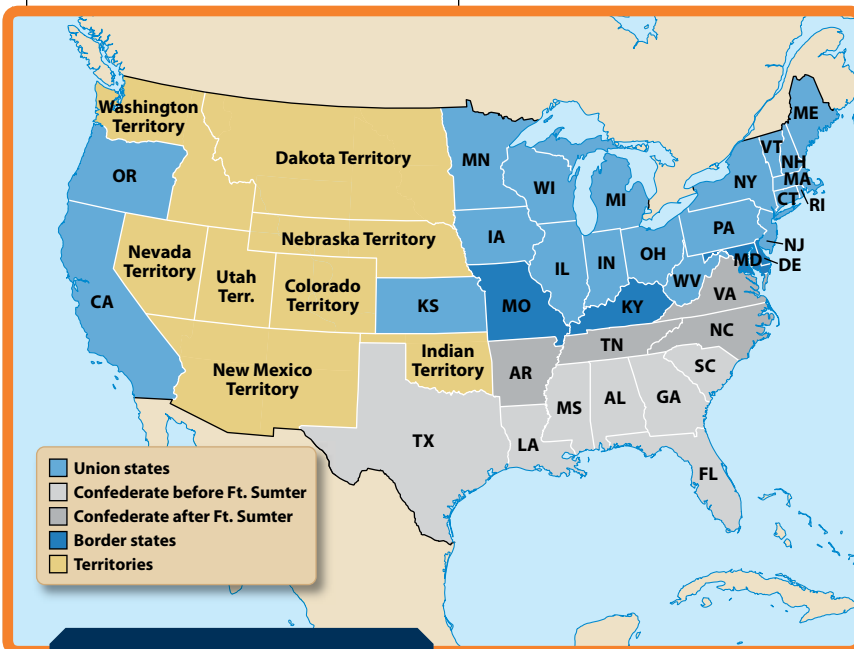 Washington
Territory
OR
CA
Nevada
Territory
Utah
Terr.
Dakota Territory
Nebraska Territory
Colorado
Territory
New Mexico
Territory
Indian
Territory
KS
TX
MN
IA
MO
AR
LA
WI
IL
MI
IN
OH
KY
TN
MS
AL
GA
FL
SC
NC
VA
WV
MD
DE
PA
NJ
NY
CT
RI
MA
VT
NH
ME
Union states
Confederate before Ft. Sumter
Confederate after Ft. Sumter
Border states
Territories